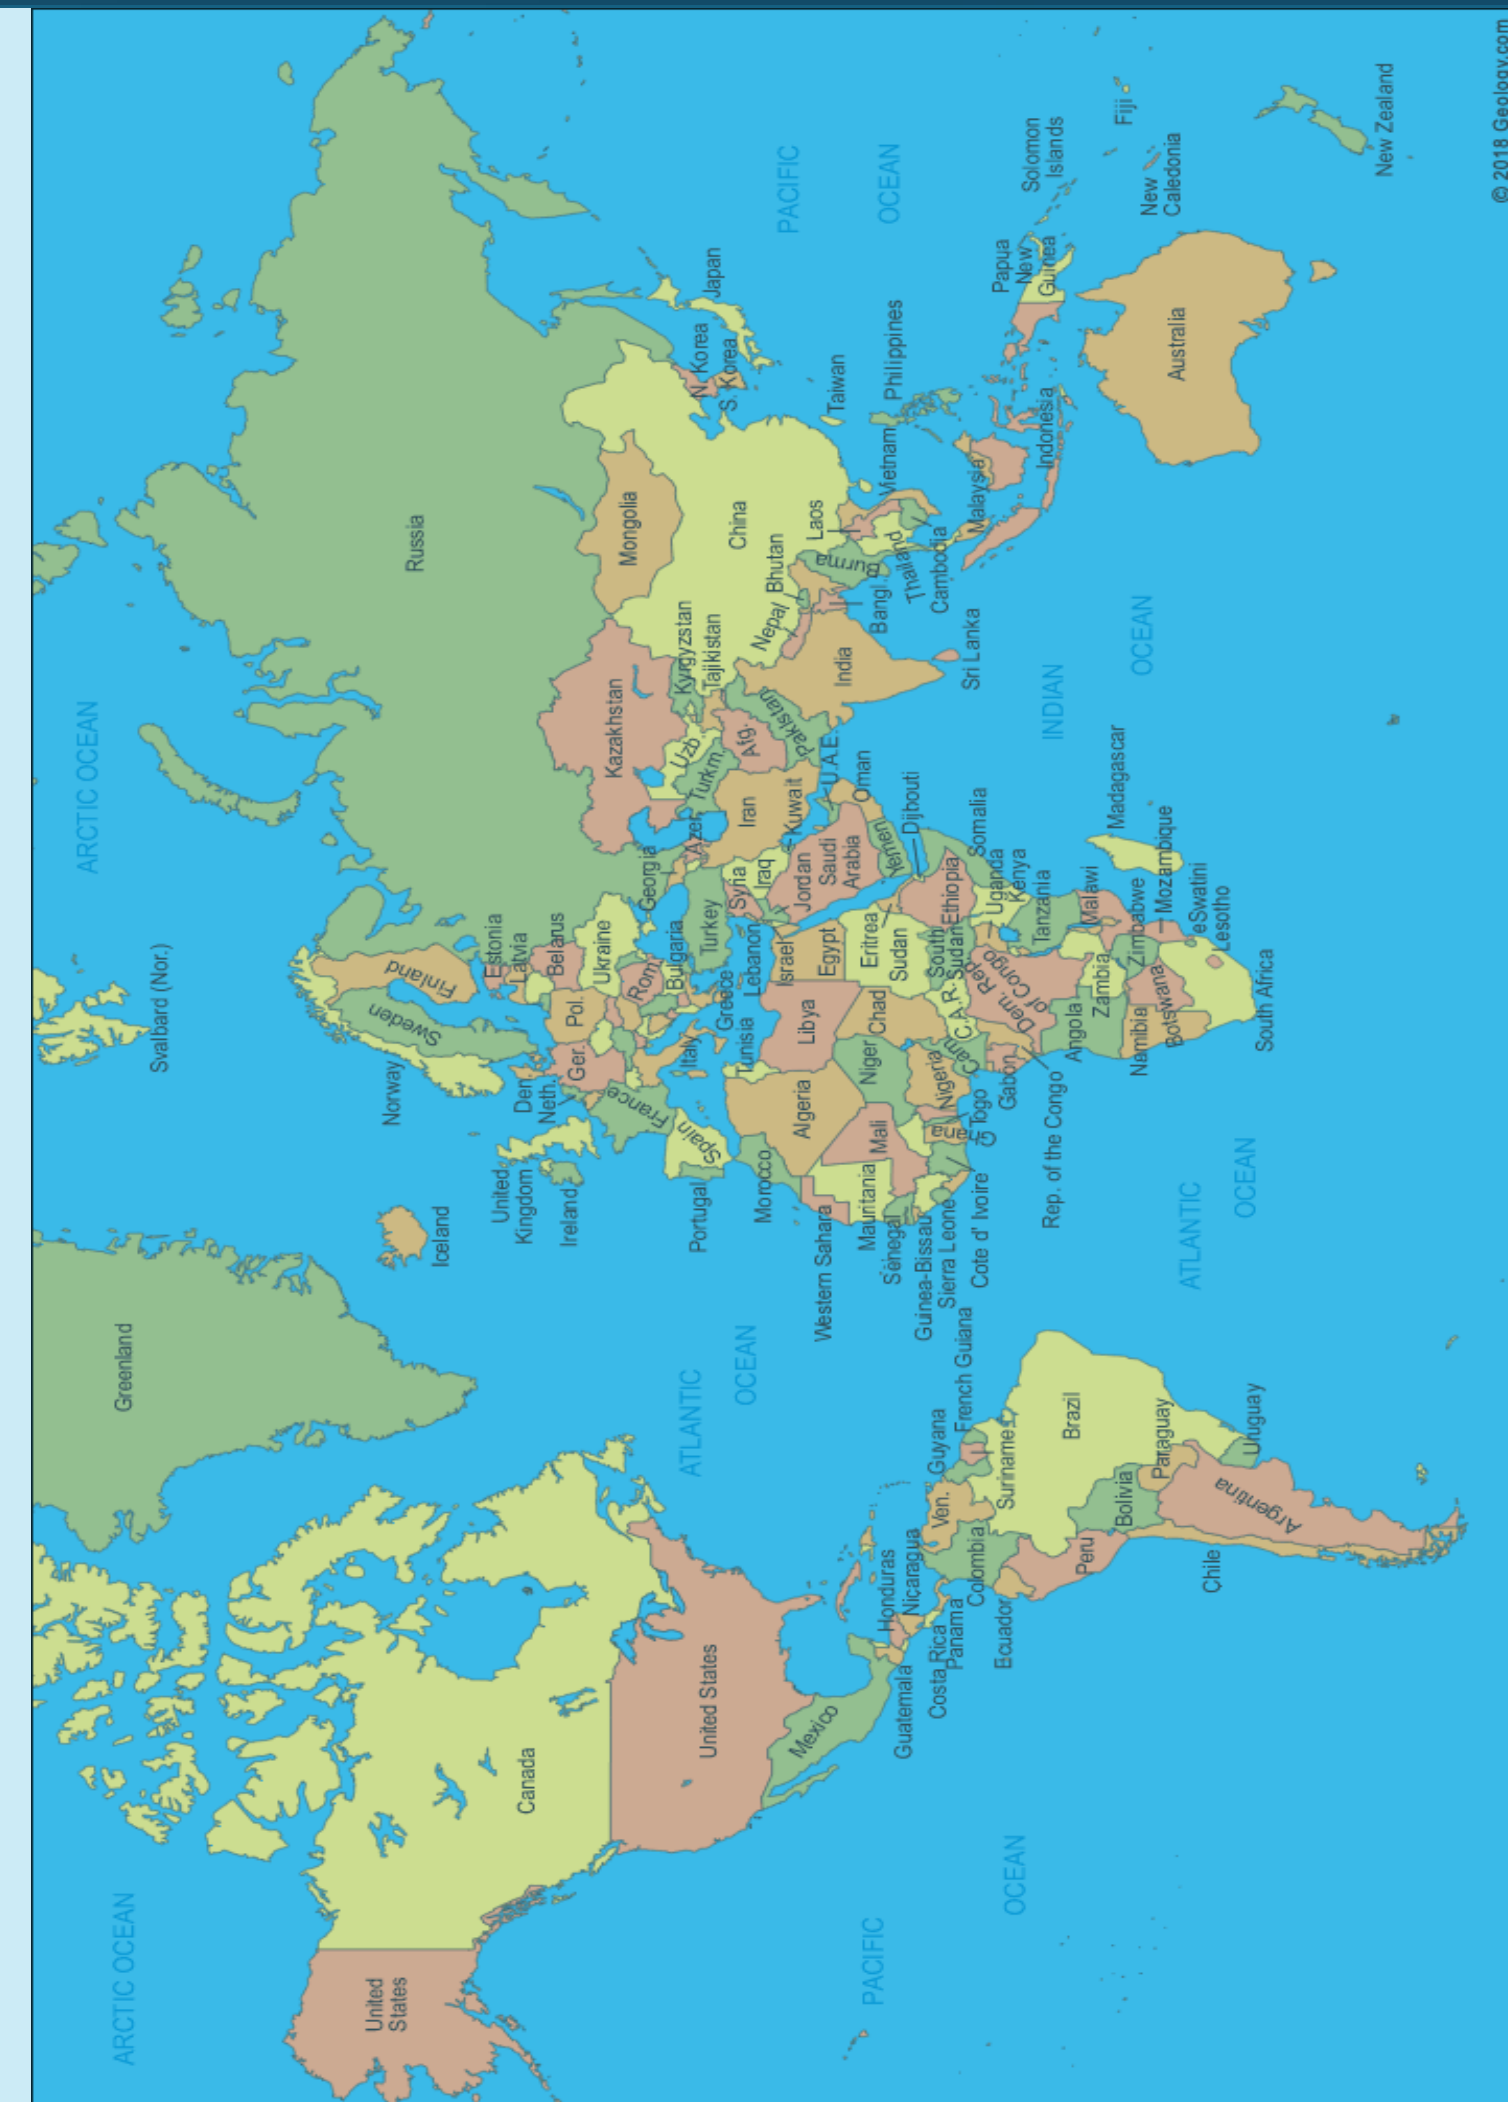 ARCTIC OCEAN
ARCTIC OCEAN
Greenland
Svalbard (Nor.)
United
States
Canada
Iceland
Norway
Sweden
Finland
Russia
United
Kingdom
Ireland
Den.
Neth.
Ger.
Pol.
Estonia
Latvia
Belarus
Ukraine
France
Rom.
Kazakhstan
Mongolia
United States
ATLANTIC
OCEAN
Portugal
Spain
Italy
Greece
Bulgaria
Turkey
Georgia
Azer.
Uzb.
Turkm.
Kyrgyzstan
Tajikistan
China
N. Korea
S. Korea
Japan
PACIFIC
OCEAN
Mexico
Morocco
Tunisia
Lebanon
Israel
Syria
Iraq
Jordan
Iran
Kuwait
Afg.
Pakistan
Nepal
Bhutan
Laos
Taiwan
Western Sahara
Algeria
Libya
Egypt
Saudi
Arabia
U.A.E.
Oman
India
Bangl.
Burma
Vietnam
Philippines
Guatemala
Honduras
Nicaragua
Costa Rica
Panama
Mauritania
Mali
Niger
Chad
Sudan
Eritrea
Yemen
Djibouti
Thailand
Cambodia
PACIFIC
OCEAN
Ven.
Guyana
Suriname
French Guiana
Colombia
Ecuador
Senegal
Guinea-Bissau
Sierra Leone
Cote d' Ivoire
Ghana
Togo
Nigeria
Cam.
C.A.R.
South
Sudan
Ethiopia
Somalia
Sri Lanka
Malaysia
Indonesia
Papua
New
Guinea
Solomon
Islands
Gabon
Rep. of the Congo
Dem. Rep.
of Congo
Uganda
Kenya
Tanzania
Peru
Brazil
Bolivia
Paraguay
Uruguay
Argentina
Chile
ATLANTIC
OCEAN
Angola
Zambia
Malawi
Namibia
Botswana
Zimbabwe
Mozambique
Madagascar
eSwatini
Lesotho
South Africa
INDIAN
OCEAN
Australia
Fiji
New
Caledonia
New Zealand
© 2018 Geology.com